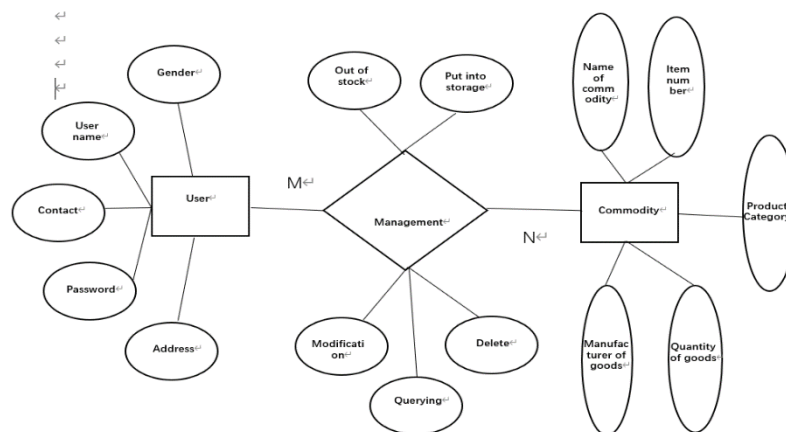 Gender
User
name
Contact
Password
Address
User
M
Out of
stock
Put into
storage
Management
Modificati
on
Querying
Delete
N
Name
of
comm
odity
Item
num
ber
Commodity
Product
Category
Manufac
turer of
goods
Quantity
of goods